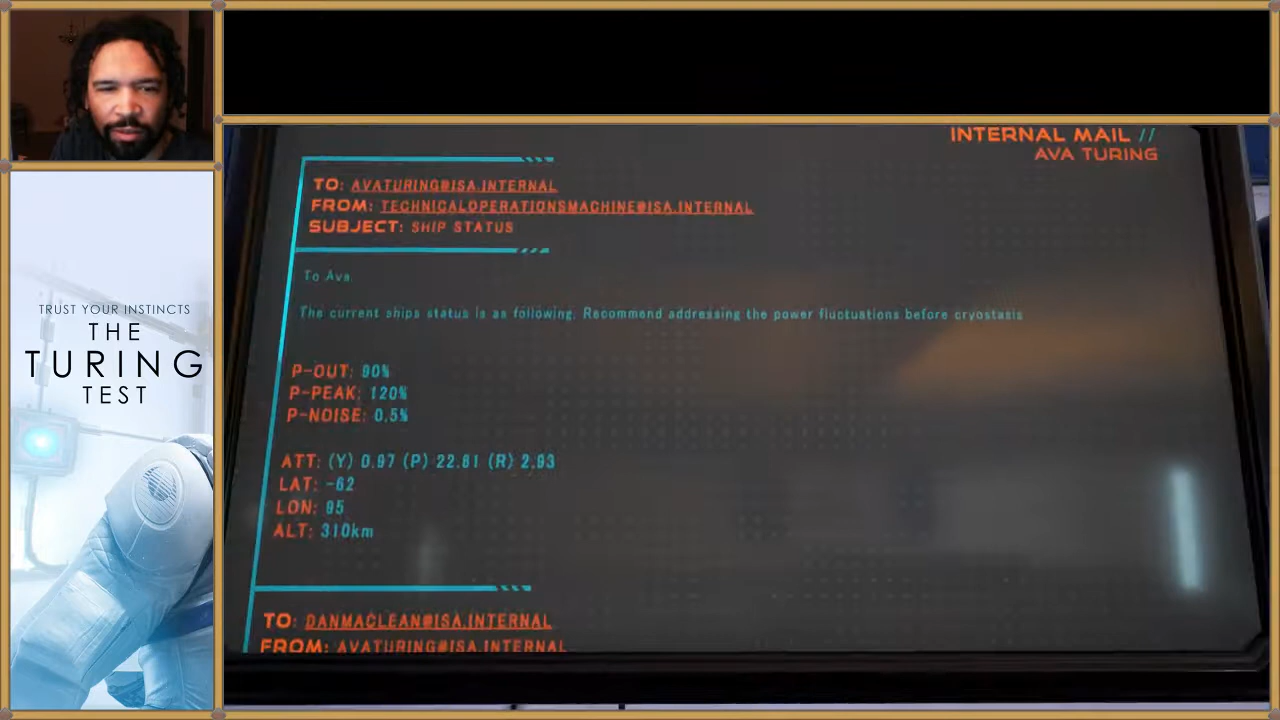 INTERNAL MAIL //
AVA TURING
TO: AVATURING@ISA.INTERNAL
FROM: TECHNICALOPERATIONSMACHINE@ISA.INTERNAL
SUBJECT: SHIP STATUS
To Ava
The current ships status is as following. Recommend addressing the power fluctuations before cryostasis
P-OUT: 90%
P-PEAK: 120%
P-NOISE: 0.5%
ATT: (Y) 0.97 (P) 22.81 (R) 2.93
LAT: -62
LON: 95
ALT: 310km
TO: DANMACLEAN@ISA.INTERNAL
FROM: AVATURING@ISA.INTERNAL
TRUST YOUR INSTINCTS
THE
TURING
TEST